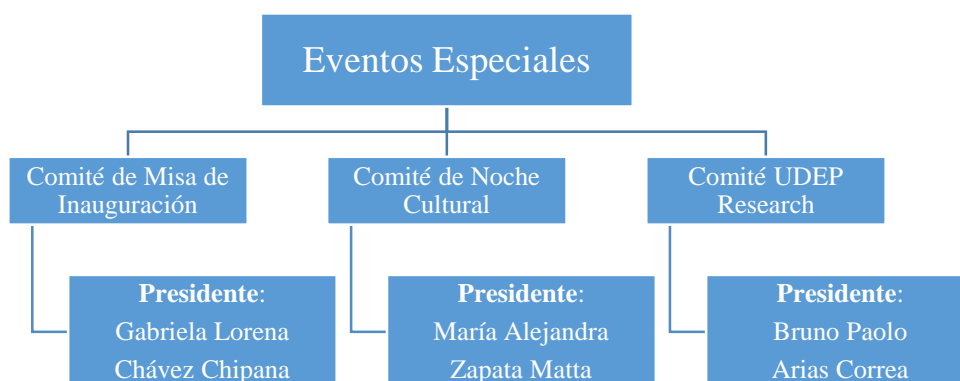 Eventos Especiales
Comité de Misa de
Inauguración
Comité de Noche
Cultural
Comité UDEP
Research
Presidente:
Gabriela Lorena
Chávez Chipana
Presidente:
María Alejandra
Zapata Matta
Presidente:
Bruno Paolo
Arias Correa